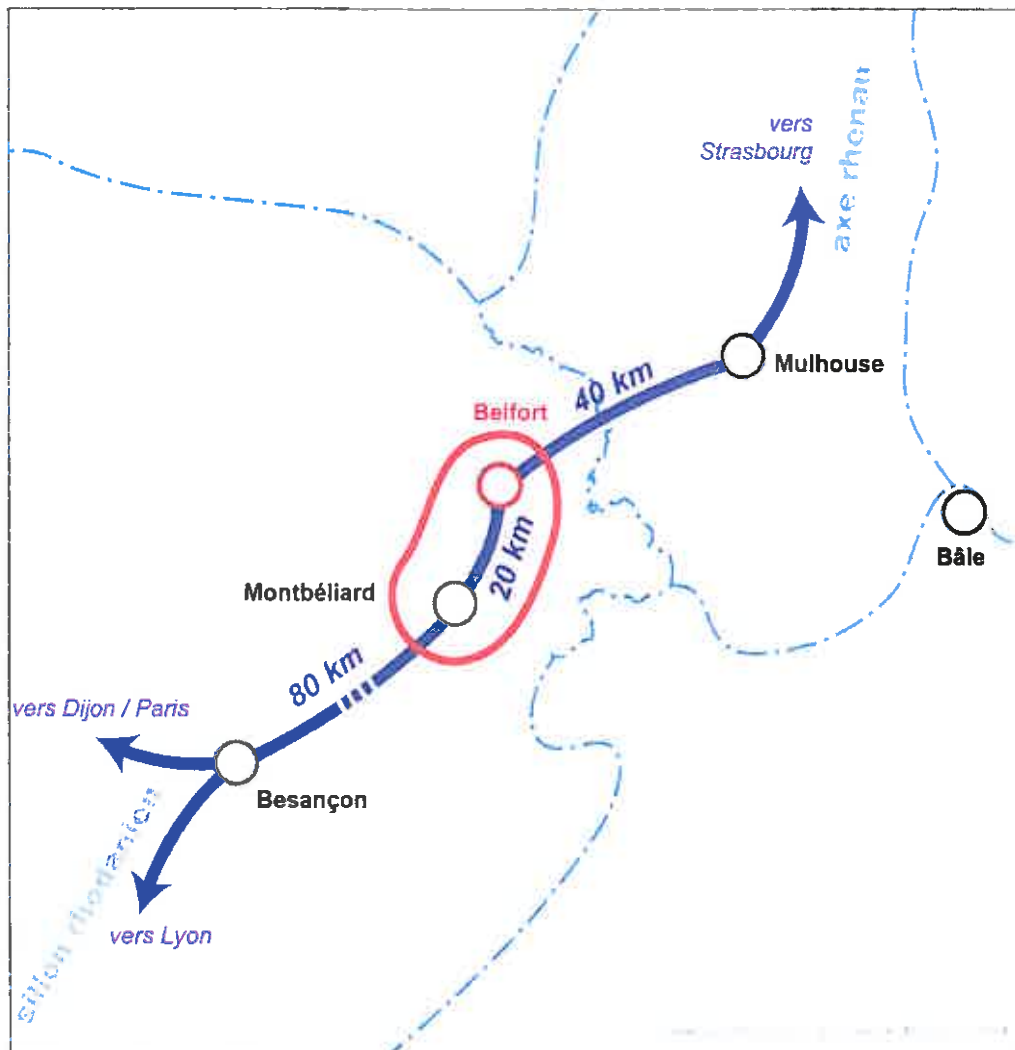 vers
Strasbourg
axe rhénan
Mulhouse
40 km
Belfort
20 km
Bâle
Montbéliard
80 km
vers Dijon / Paris
Besançon
sillon rhodanien
vers Lyon